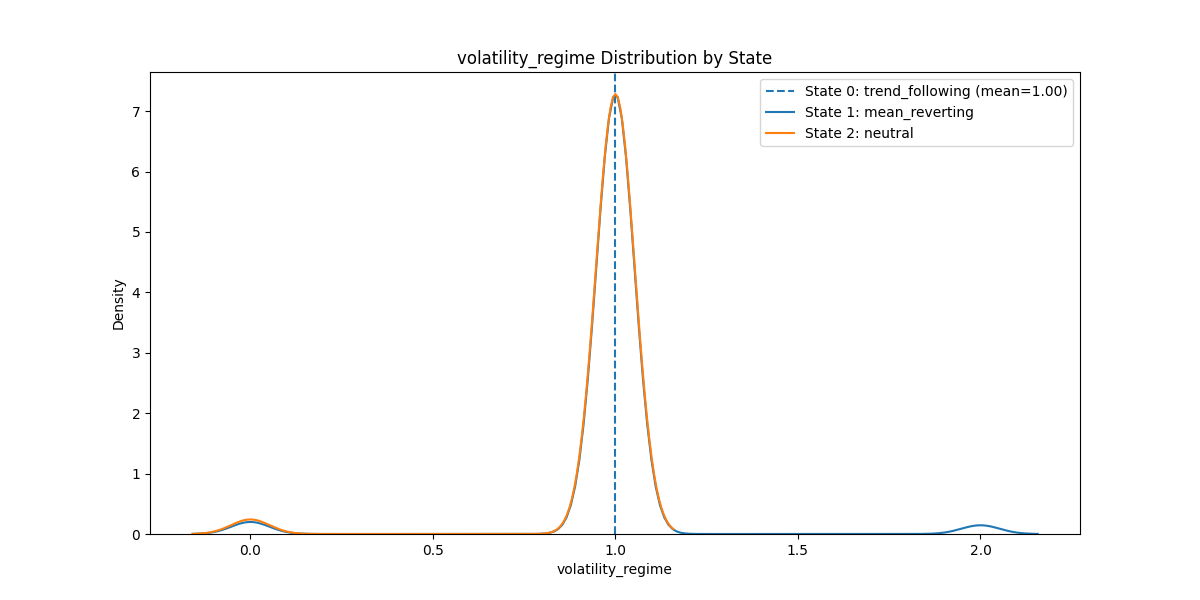 volatility_regime Distribution by State
State 0: trend_following (mean=1.00)
State 1: mean_reverting
State 2: neutral
Density
7
6
5
4
3
2
1
0
0.0 0.5 1.0 1.5 2.0
volatility_regime